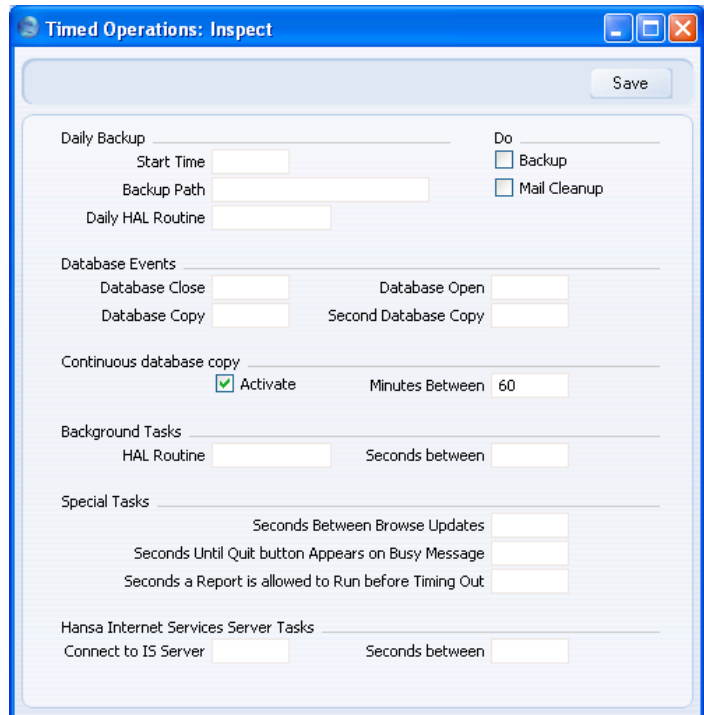 Timed Operations: Inspect
Save
Daily Backup
Do
Start Time
Backup
Backup Path
Mail Cleanup
Daily HAL Routine
Database Events
Database Close
Database Open
Database Copy
Second Database Copy
Continuous database copy
Activate
Minutes Between 60
Background Tasks
HAL Routine
Seconds between
Special Tasks
Seconds Between Browse Updates
Seconds Until Quit button Appears on Busy Message
Seconds a Report is allowed to Run before Timing Out
Hansa Internet Services Server Tasks
Connect to IS Server
Seconds between